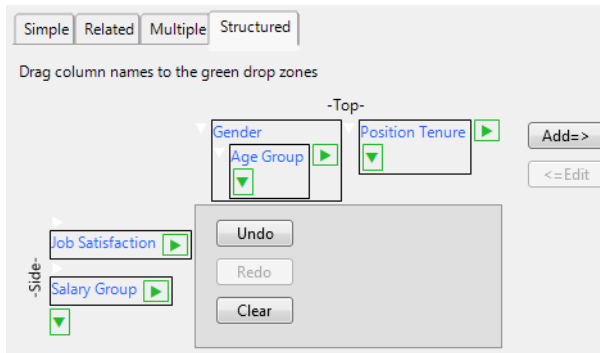 Simple Related Multiple Structured
Drag column names to the green drop zones
-Top-
Gender Position Tenure Add=>
Age Group
<=Edit
Undo
Job Satisfaction
Redo
-Side-
Salary Group
Clear